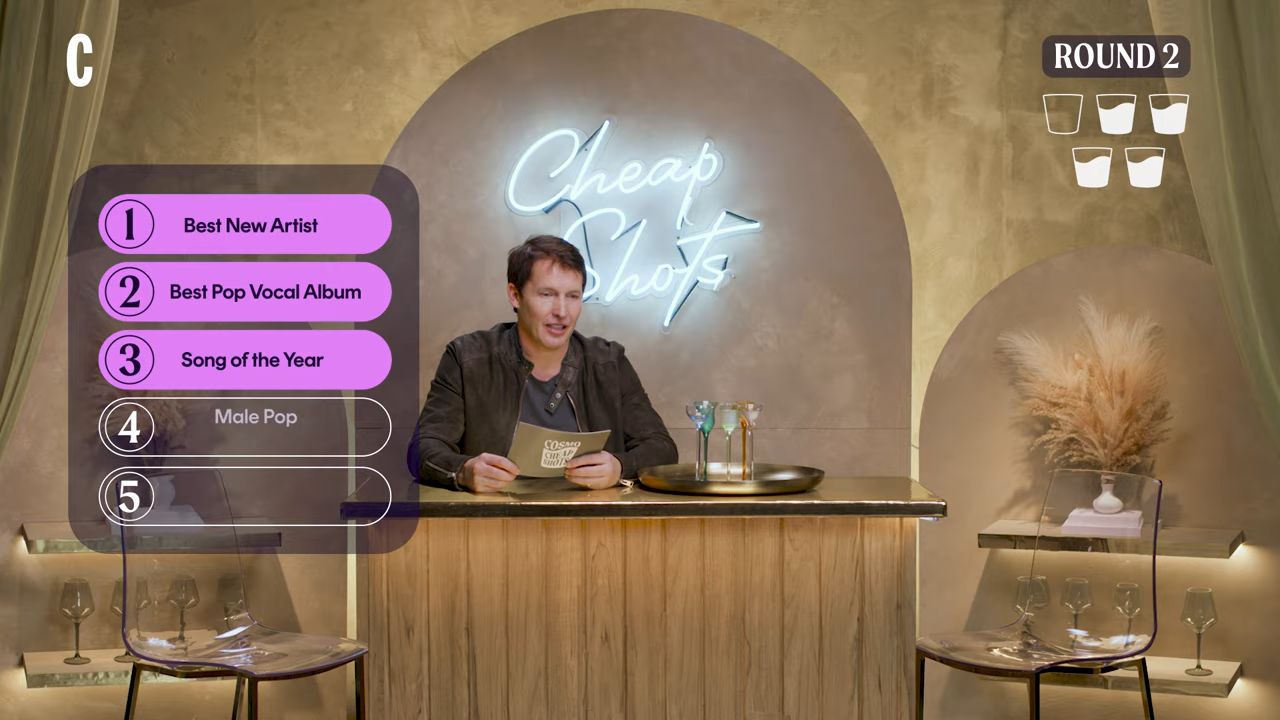 C
ROUND 2
Cheap
Shots
1 Best New Artist
2 Best Pop Vocal Album
3 Song of the Year
4 Male Pop
5
COSMO
CHEAP
SHOTS